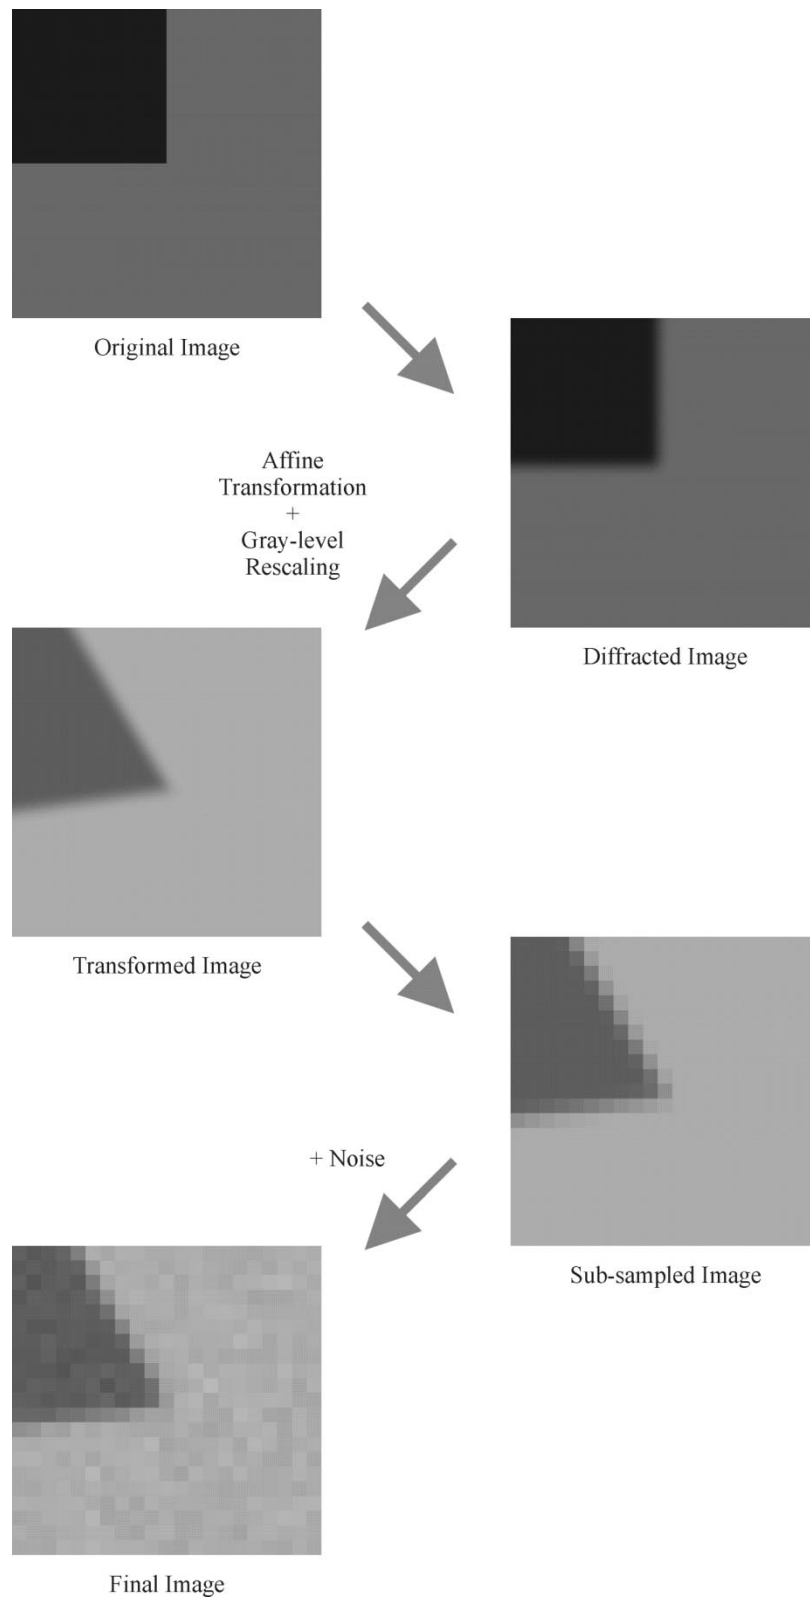 Original Image
Affine
Transformation
+
Gray-level
Rescaling
Diffracted Image
Transformed Image
+ Noise
Sub-sampled Image
Final Image